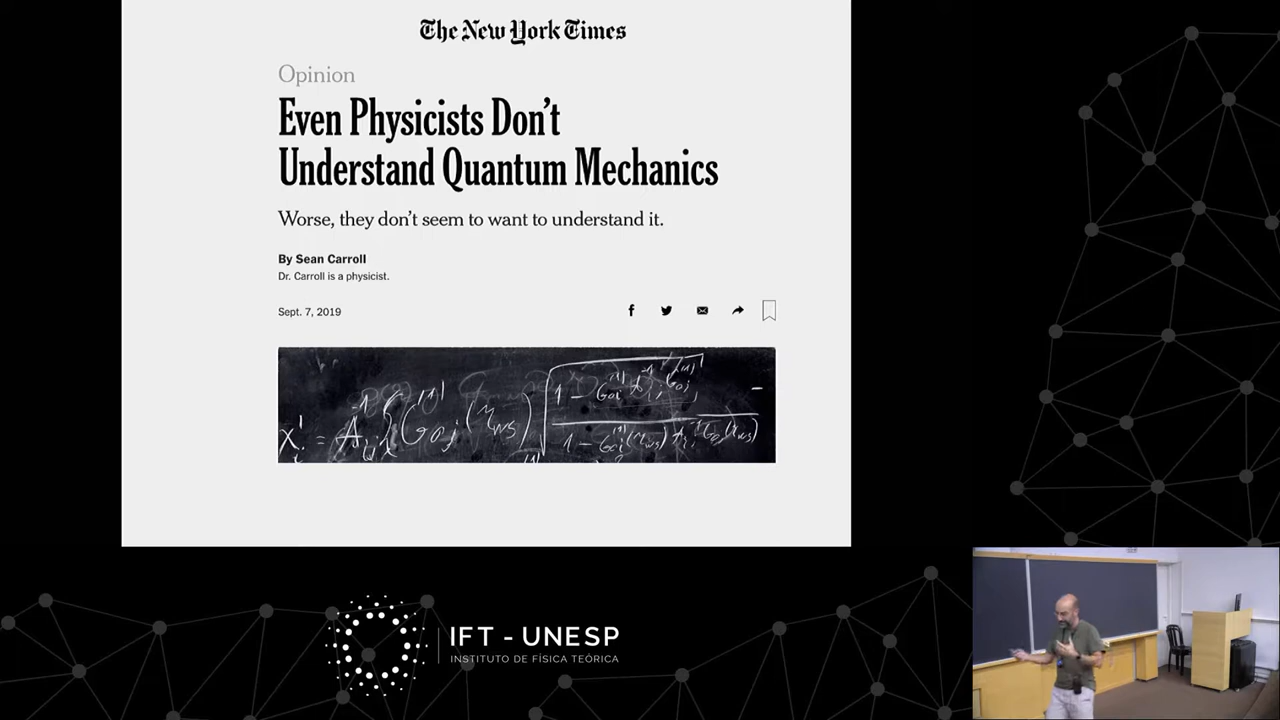 The New York Times
Opinion
Even Physicists Don't
Understand Quantum Mechanics
Worse, they don't seem to want to understand it.
By Sean Carroll
Dr. Carroll is a physicist.
Sept. 7, 2019
IFT - UNESP
INSTITUTO DE FÍSICA TEÓRICA